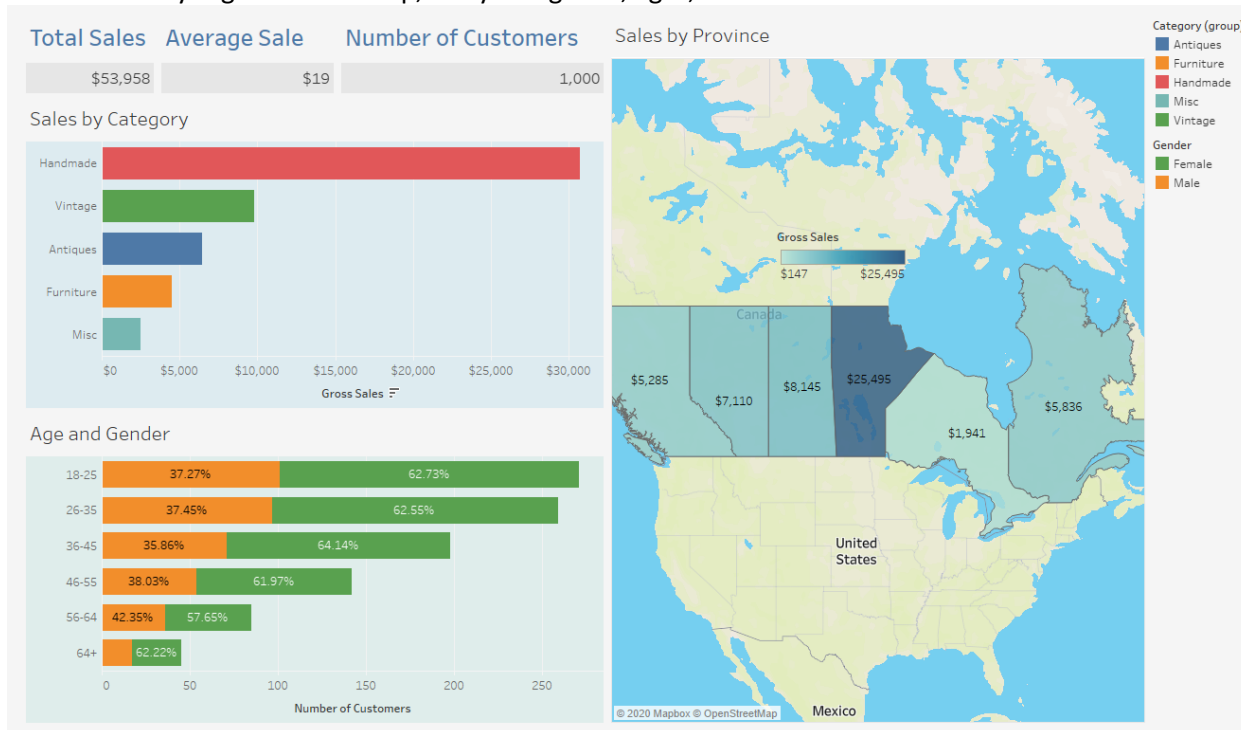 Total Sales Average Sale Number of Customers
$53,958 $19 1,000
Sales by Category
Handmade
Vintage
Antiques
Furniture
Misc
$0 $5,000 $10,000 $15,000 $20,000 $25,000 $30,000
Gross Sales
Age and Gender
18-25 37.27% 62.73%
26-35 37.45% 62.55%
36-45 35.86% 64.14%
46-55 38.03% 61.97%
56-64 42.35% 57.65%
64+ 62.22%
0 50 100 150 200 250
Number of Customers
Sales by Province
Gross Sales
$147 $25,495
Canada
$5,285
$7,110
$8,145
$25,495
$1,941
$5,836
United
States
Mexico
© 2020 Mapbox © OpenStreetMap
Category (group)
Antiques
Furniture
Handmade
Misc
Vintage
Gender
Female
Male